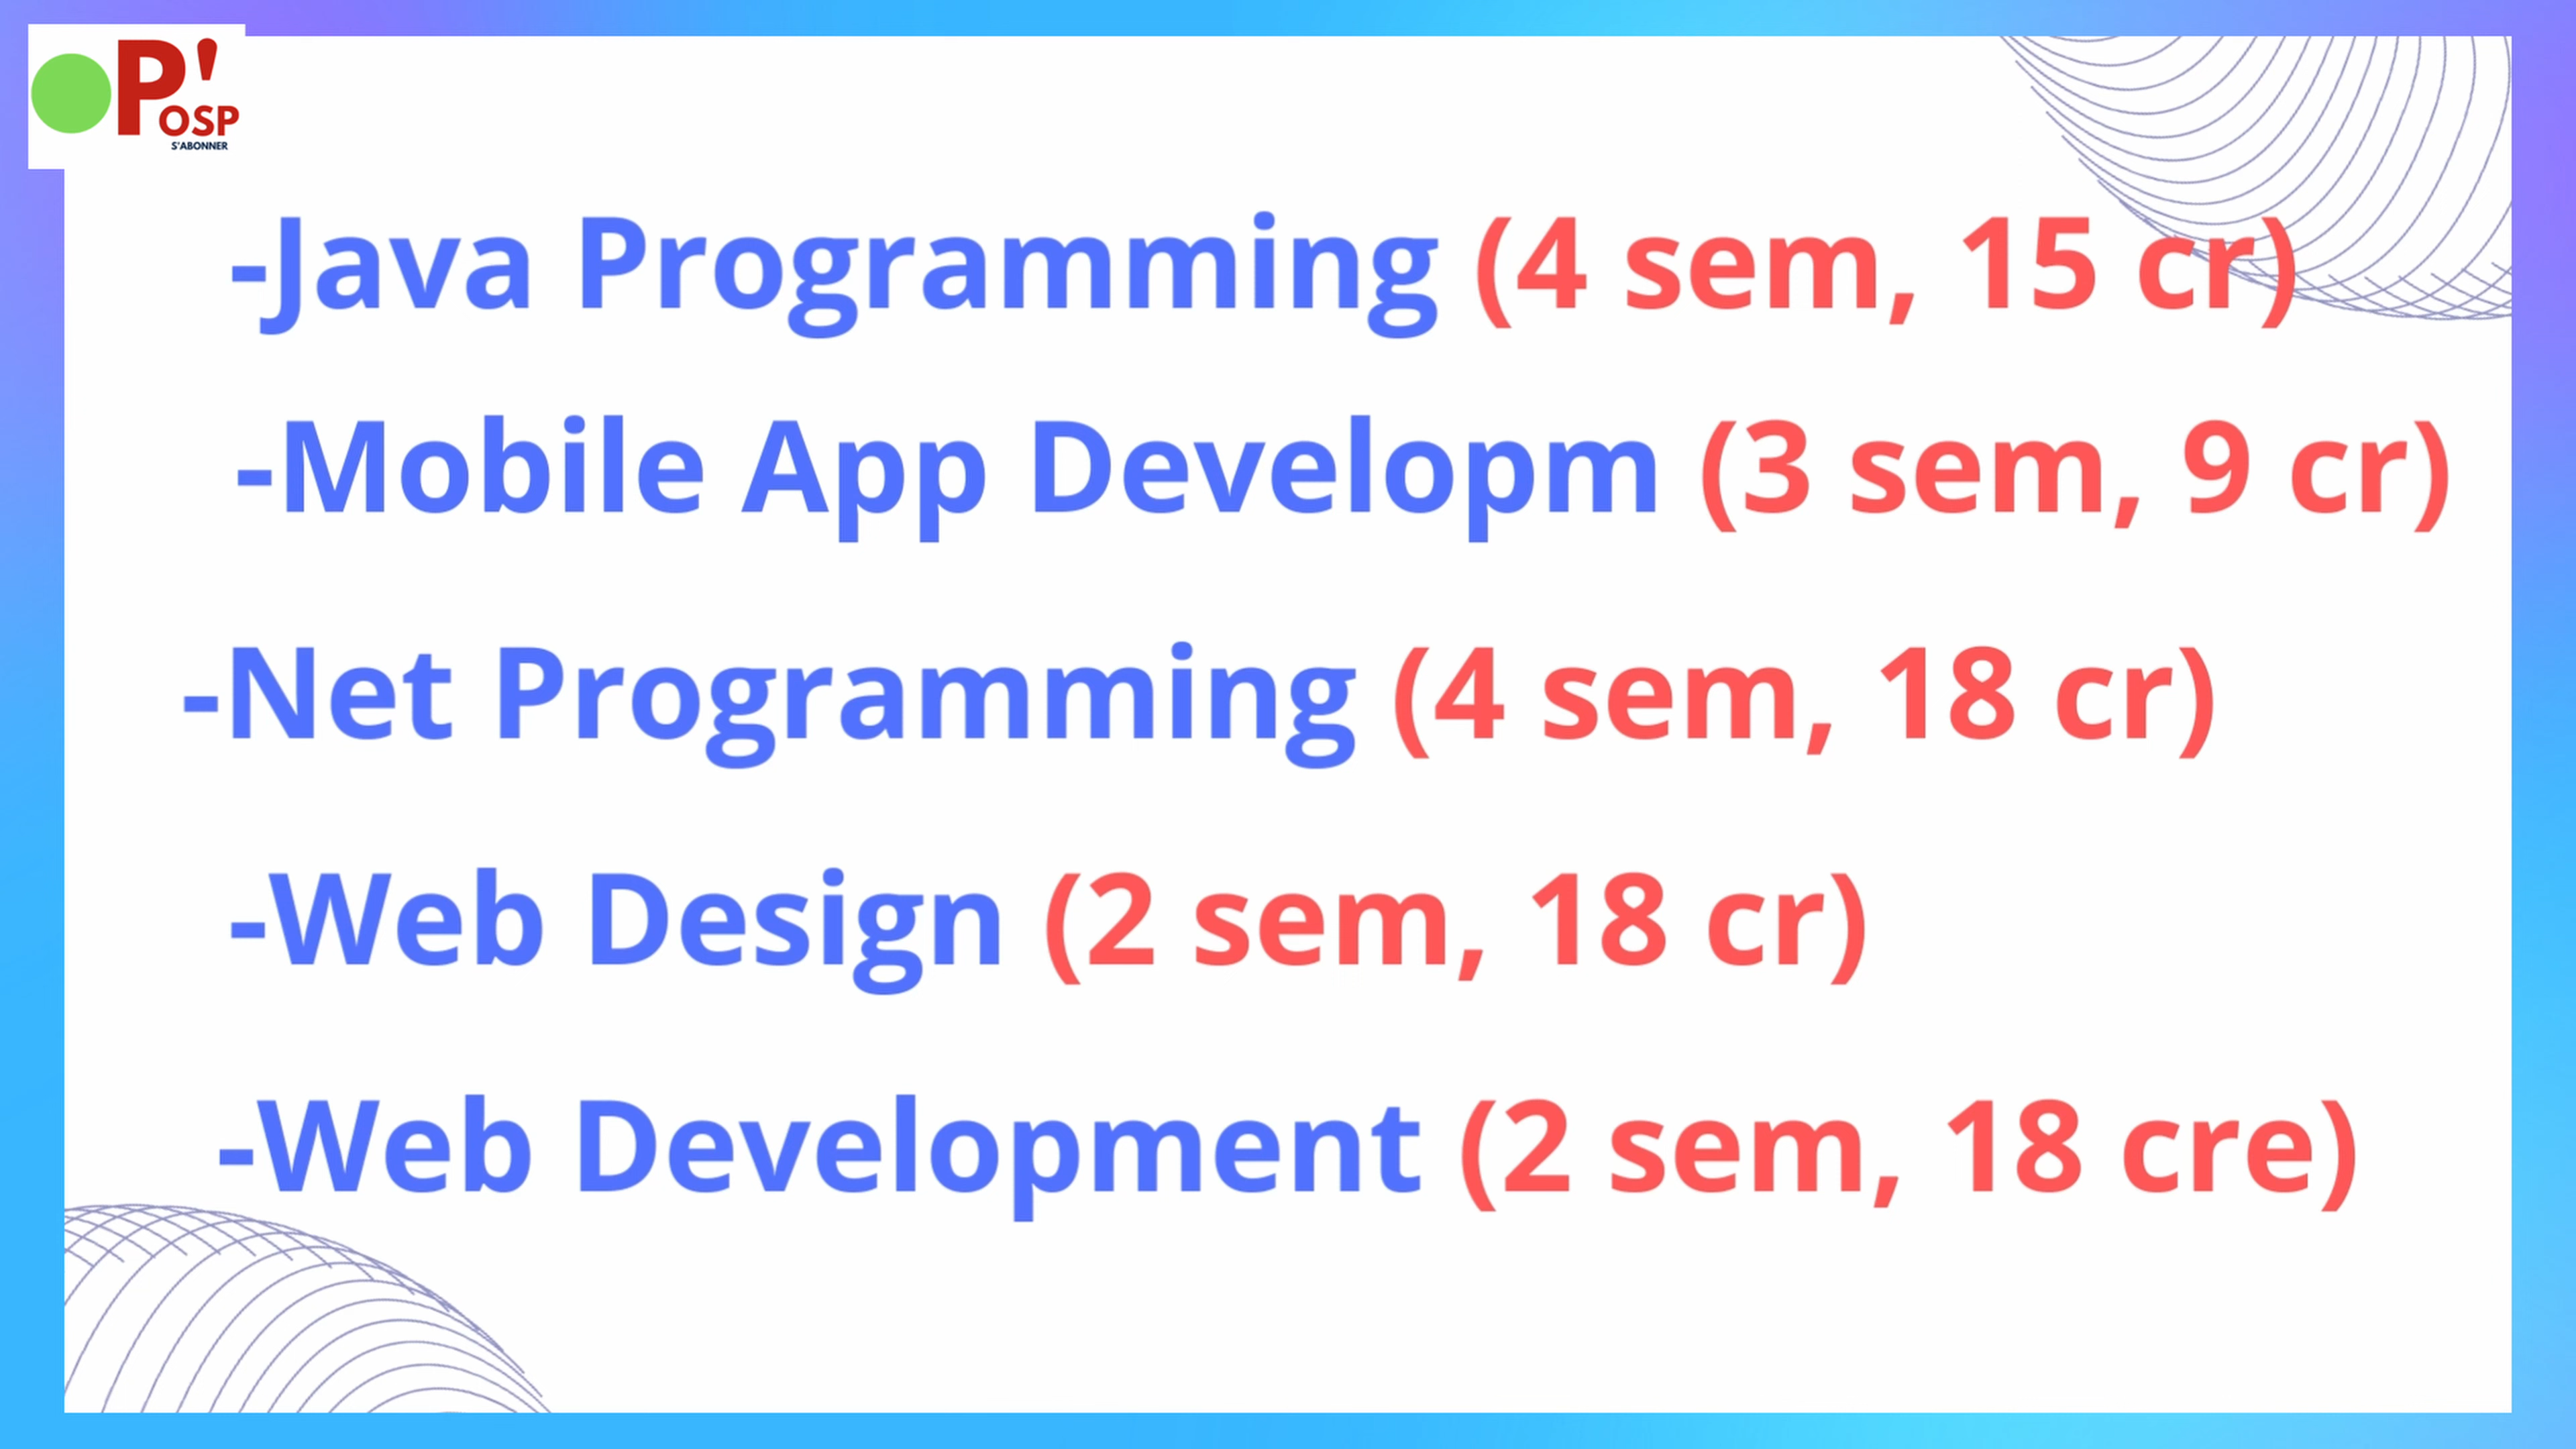 P'OSP
S'ABONNER
-Java Programming (4 sem, 15 cr)
-Mobile App Developm (3 sem, 9 cr)
-Net Programming (4 sem, 18 cr)
-Web Design (2 sem, 18 cr)
-Web Development (2 sem, 18 cre)